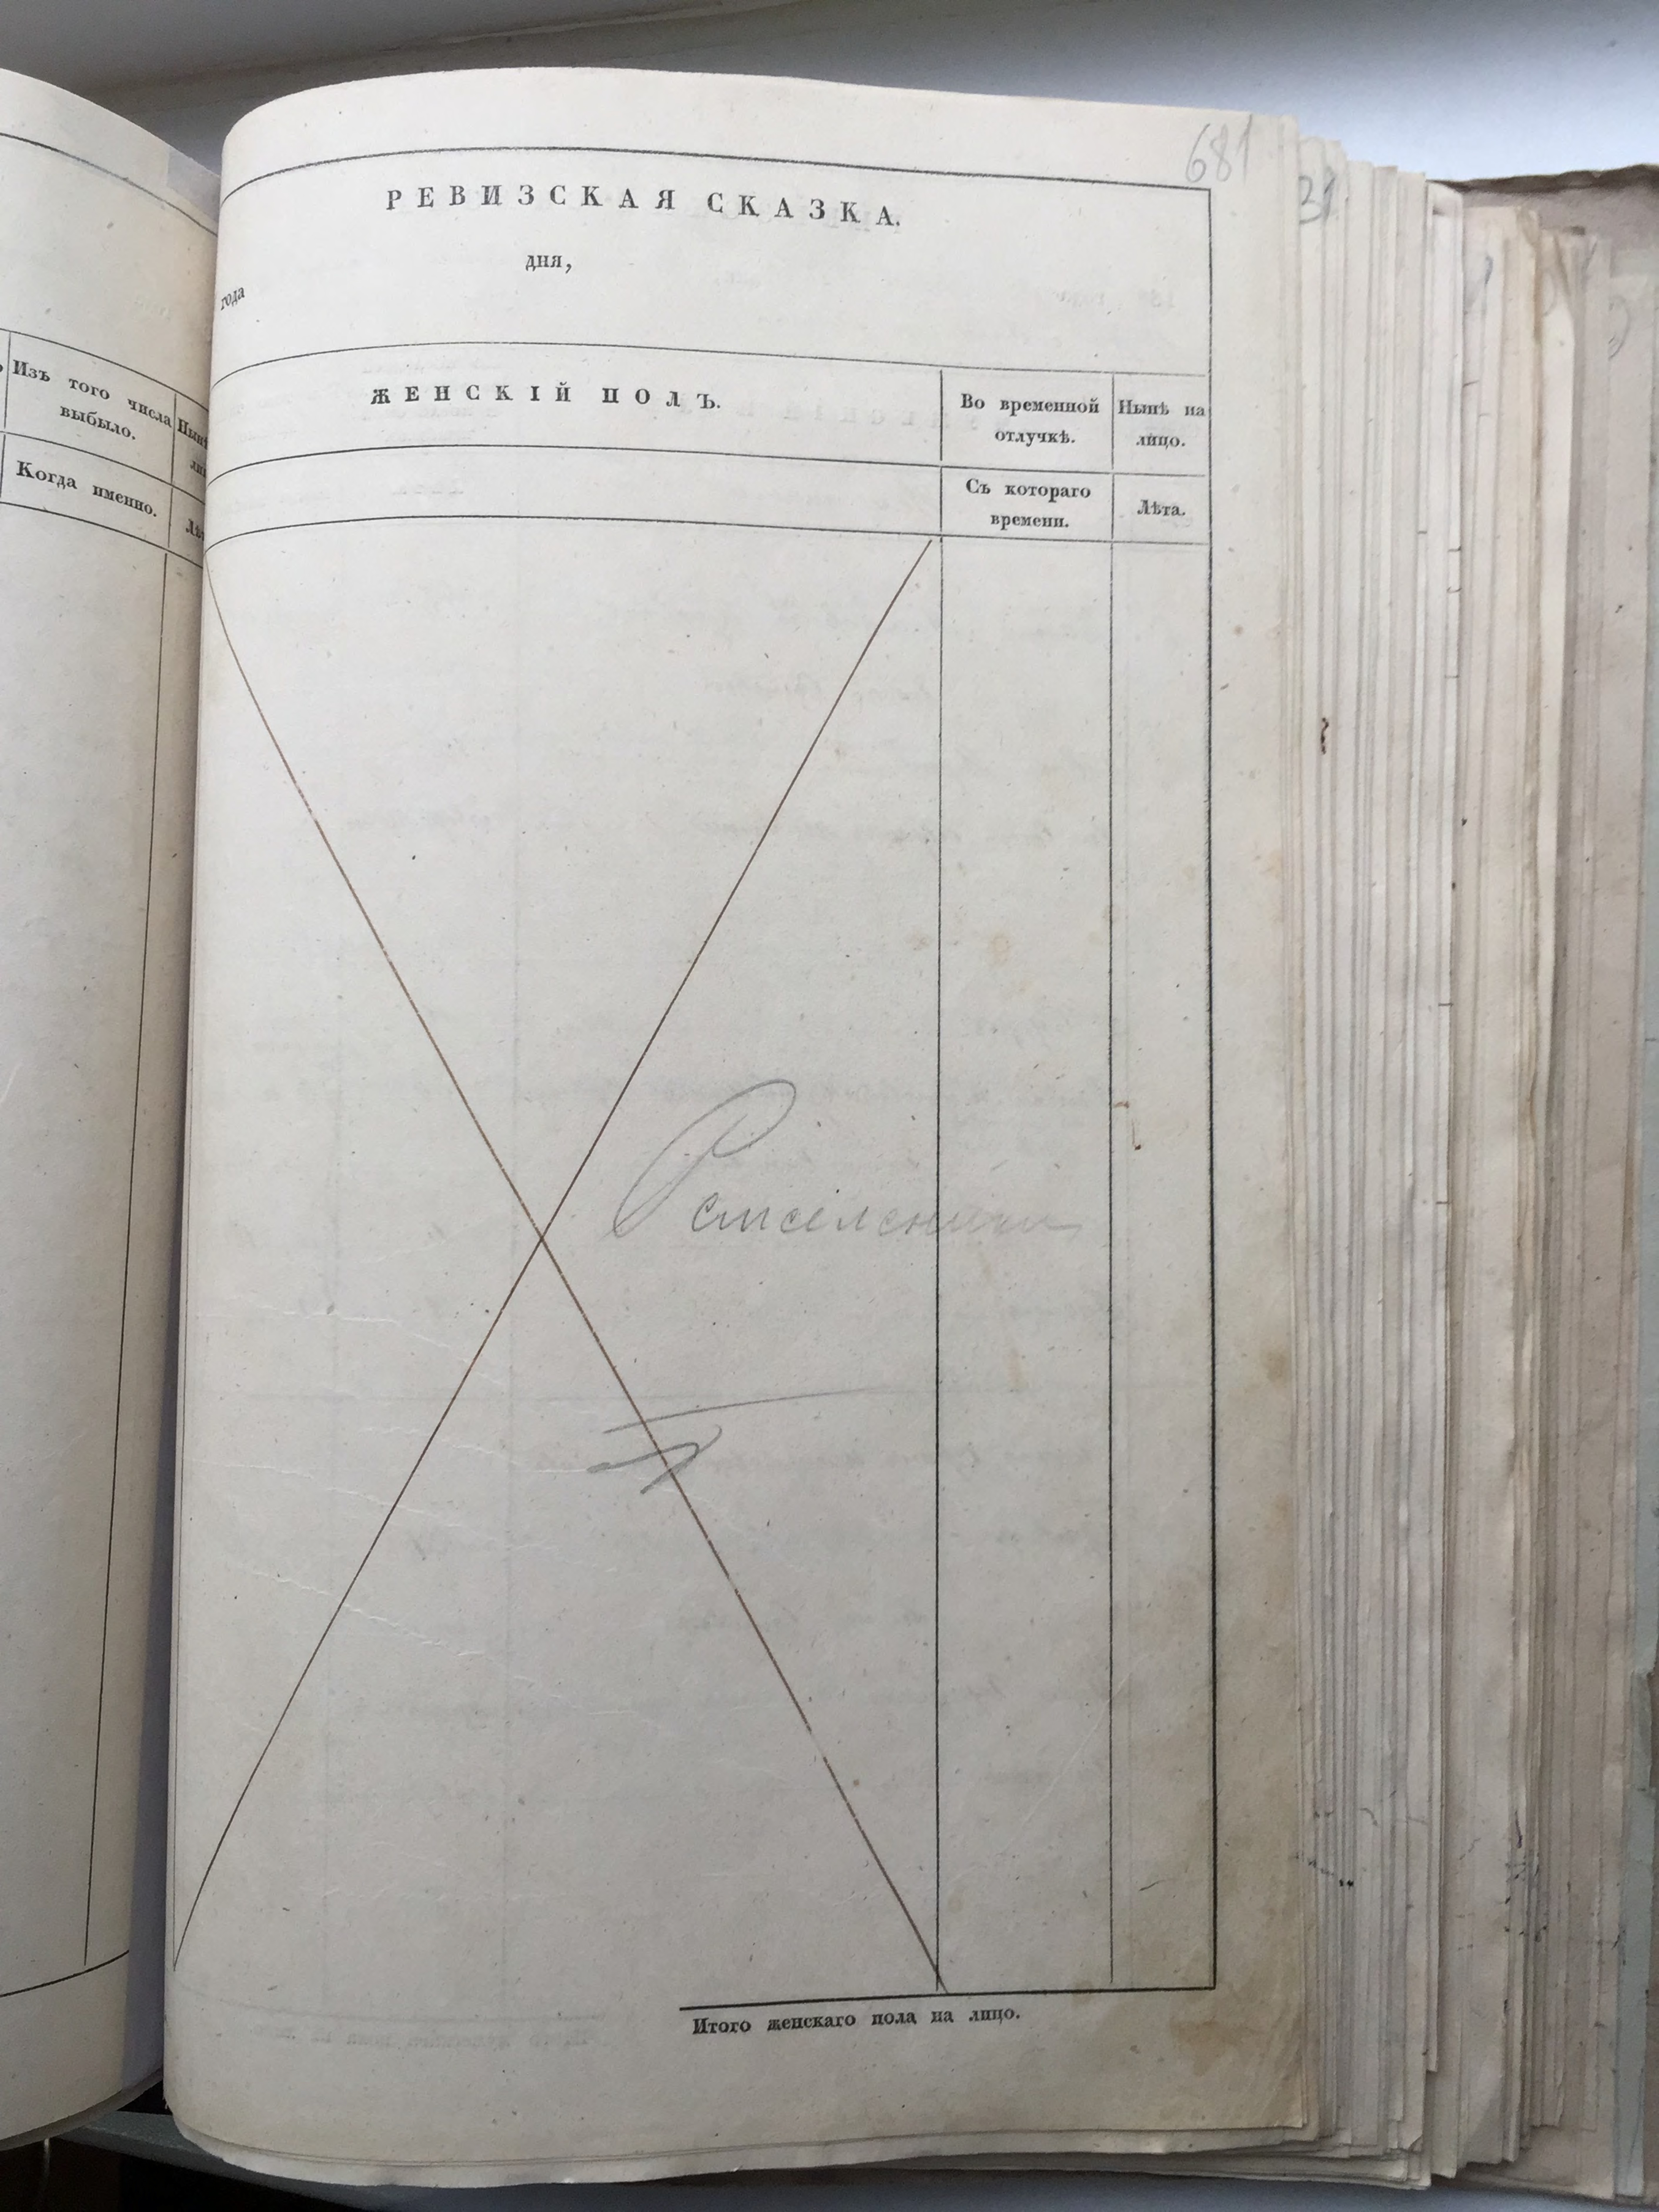 681
31
РЕВИЗСКАЯ СКАЗКА.
дня,
года
Изъ того числа
выбыло.
Когда именно.
ЖЕНСКІЙ ПОЛЪ.
Во временной
отлучкѣ.
Нынѣ на
лицо.
Съ котораго
времени.
Лѣта.
Итого женскаго пола на лицо.